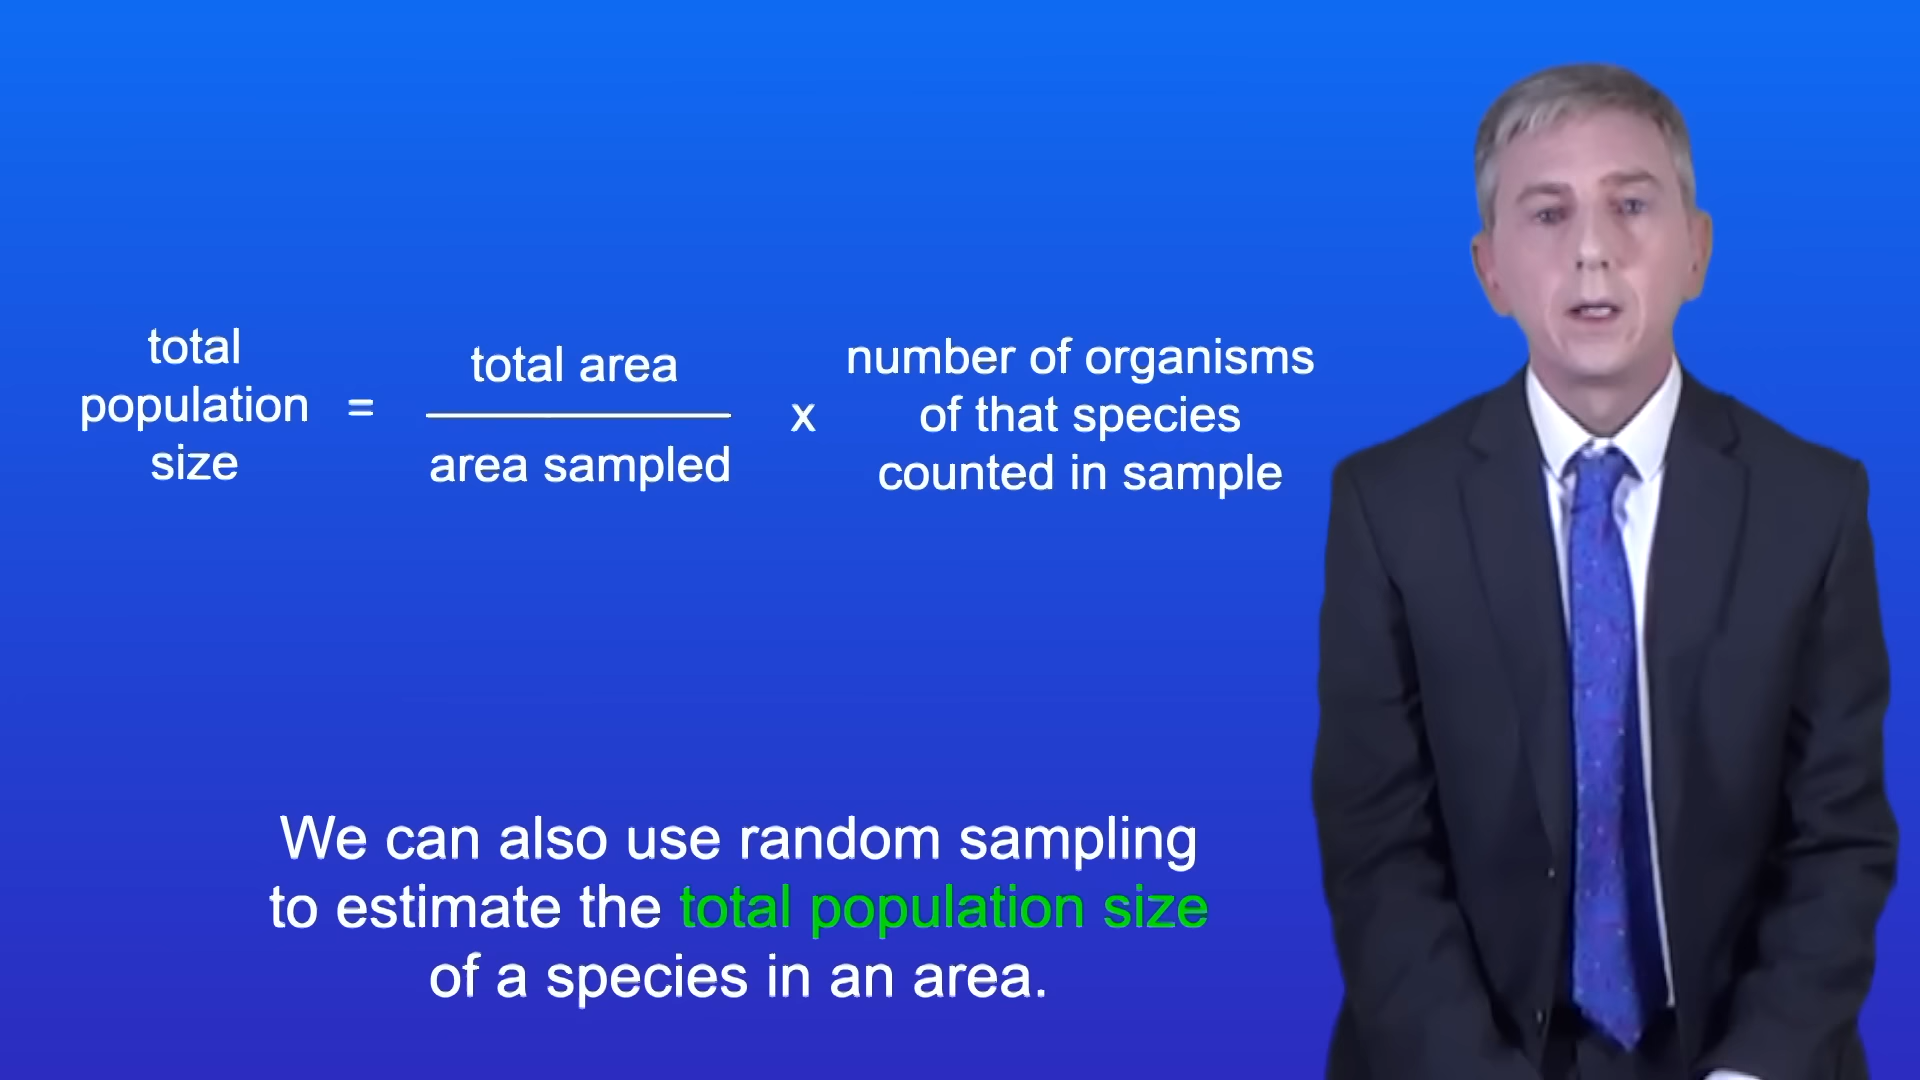 total
population
size
=
total area
area sampled
x
number of organisms
of that species
counted in sample
We can also use random sampling
to estimate the total population size
of a species in an area.